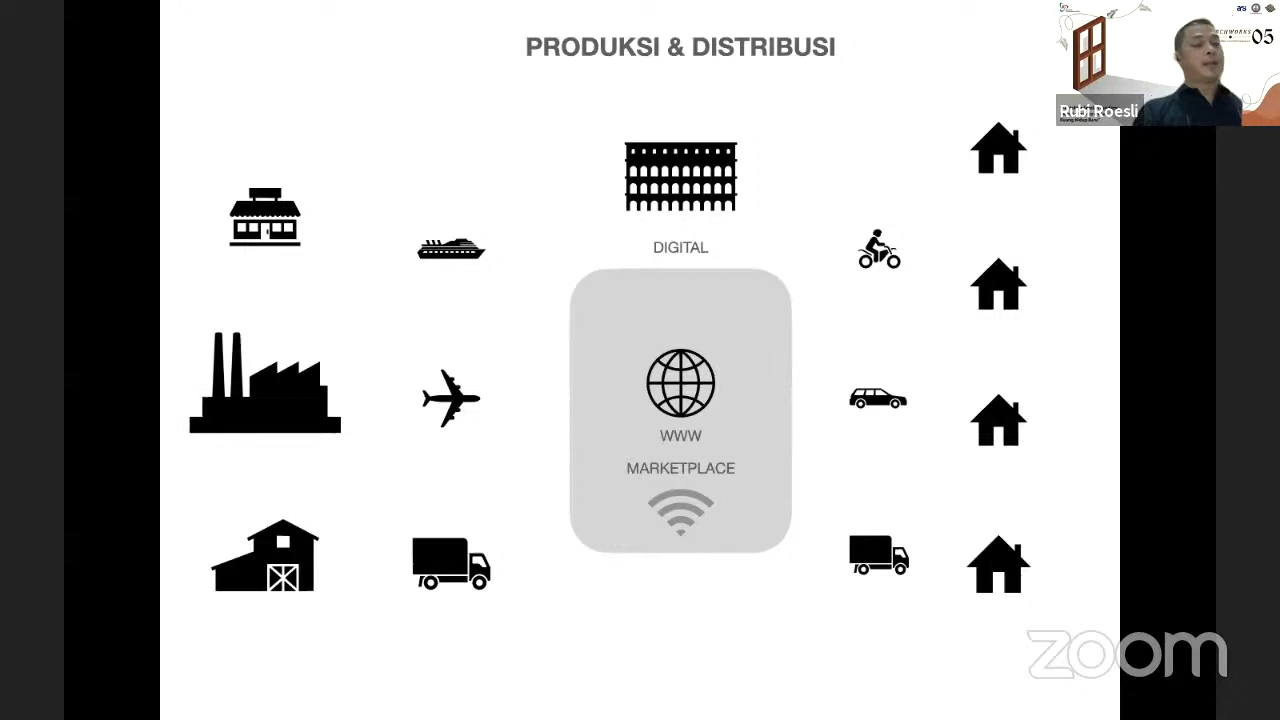 PRODUKSI & DISTRIBUSI
05
Rubi Roesli
DIGITAL
WWW
MARKETPLACE
zoom